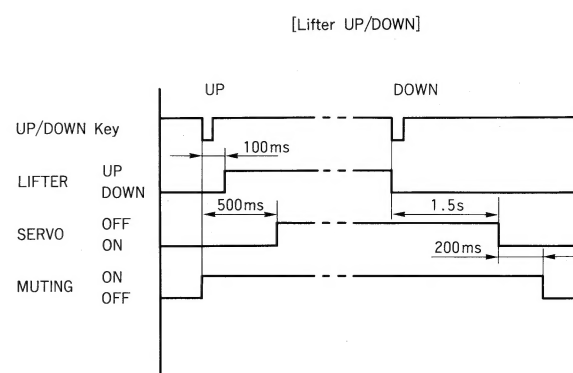 [Lifter UP/DOWN]
UP DOWN
UP/DOWN Key
100ms
LIFTER UP
DOWN
500ms 1.5s
SERVO OFF
ON
200ms
MUTING ON
OFF